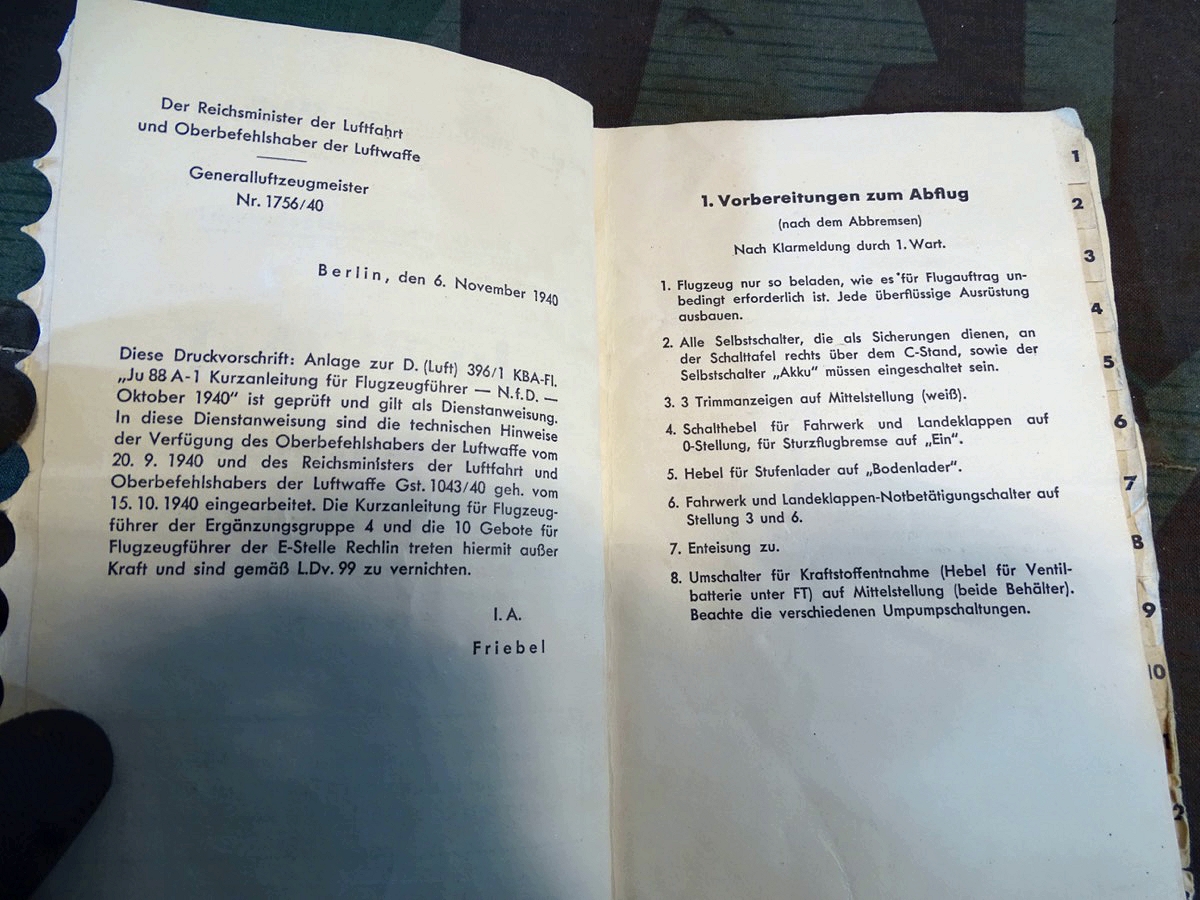 Der Reichsminister der Luftfahrt
und Oberbefehlshaber der Luftwaffe
Generalluftzeugmeister
Nr. 1756/40
Berlin, den 6. November 1940
Diese Druckvorschrift: Anlage zur D. (Luft) 396/1 KBA-Fl.
„Ju 88 A-1 Kurzanleitung für Flugzeugführer — N.f.D. —
Oktober 1940" ist geprüft und gilt als Dienstanweisung.
In diese Dienstanweisung sind die technischen Hinweise
der Verfügung des Oberbefehlshabers der Luftwaffe vom
20. 9. 1940 und des Reichsministers der Luftfahrt und
Oberbefehlshabers der Luftwaffe Gst. 1043/40 geh. vom
15. 10. 1940 eingearbeitet. Die Kurzanleitung für Flugzeug-
führer der Ergänzungsgruppe 4 und die 10 Gebote für
Flugzeugführer der E-Stelle Rechlin treten hiermit außer
Kraft und sind gemäß L.Dv. 99 zu vernichten.
I. A.
Friebel
1. Vorbereitungen zum Abflug
(nach dem Abbremsen)
Nach Klarmeldung durch 1. Wart.
1. Flugzeug nur so beladen, wie es für Flugauftrag un-
bedingt erforderlich ist. Jede überflüssige Ausrüstung
ausbauen.
2. Alle Selbstschalter, die als Sicherungen dienen, an
der Schalttafel rechts über dem C-Stand, sowie der
Selbstschalter „Akku" müssen eingeschaltet sein.
3. 3 Trimmanzeigen auf Mittelstellung (weiß).
4. Schalthebel für Fahrwerk und Landeklappen auf
0-Stellung, für Sturzflugbremse auf „Ein".
5. Hebel für Stufenlader auf „Bodenlader".
6. Fahrwerk und Landeklappen-Notbetätigungschalter auf
Stellung 3 und 6.
7. Enteisung zu.
8. Umschalter für Kraftstoffentnahme (Hebel für Ventil-
batterie unter FT) auf Mittelstellung (beide Behälter).
Beachte die verschiedenen Umpumpschaltungen.
1
2
3
4
5
6
7
8
9
10